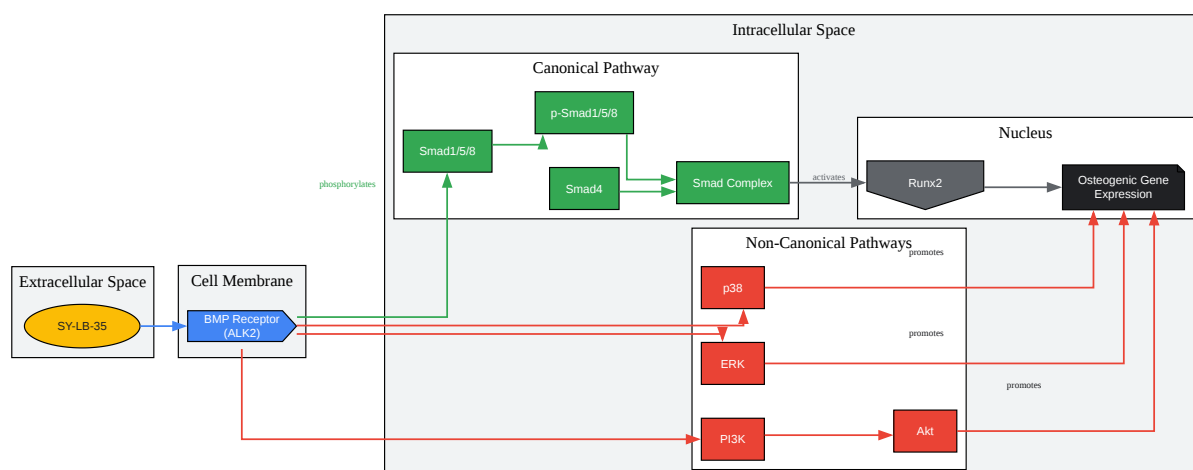 Intracellular Space
Canonical Pathway
p-Smad1/5/8
Smad1/5/8
Smad4
Smad Complex
phosphorylates
activates
Nucleus
Runx2
Osteogenic Gene
Expression
Non-Canonical Pathways
promotes
p38
Extracellular Space
SY-LB-35
Cell Membrane
BMP Receptor
(ALK2)
promotes
ERK
promotes
PI3K
Akt